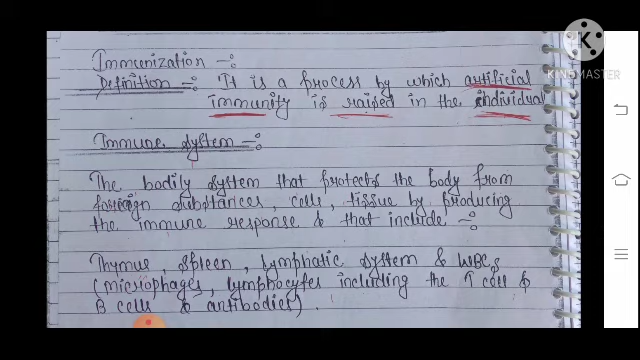 Immunization -:
Definition -: It is a process by which artificial
immunity is raised in the individual
Immune system -:
The bodily system that protects the body from
foreign substances, cells, tissue by producing
the immune response & that include -:
Thymus, spleen, lymphatic system & WBCs
(microphages, lymphocytes including the T cell &
B cells & antibodies).
KINEMASTER